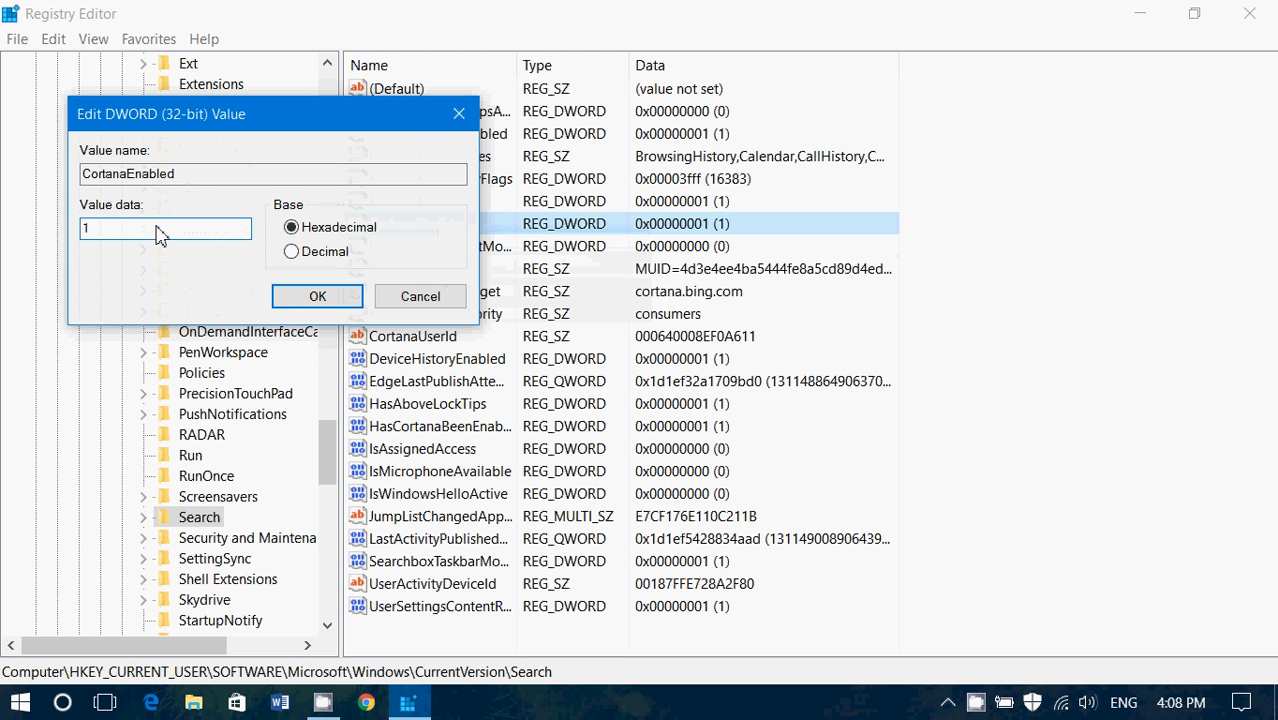 Registry Editor
File Edit View Favorites Help
Ext
Extensions
OnDemandInterfaceCa
PenWorkspace
Policies
PrecisionTouchPad
PushNotifications
RADAR
Run
RunOnce
Screensavers
Search
Security and Maintena
SettingSync
Shell Extensions
Skydrive
StartupNotify
Edit DWORD (32-bit) Value
Value name:
CortanaEnabled
Value data:
1
Base
Hexadecimal
Decimal
OK Cancel
Name Type Data
(Default) REG_SZ (value not set)
psA... REG_DWORD 0x00000000 (0)
bled REG_DWORD 0x00000001 (1)
es REG_SZ BrowsingHistory,Calendar,CallHistory,C...
Flags REG_DWORD 0x00003fff (16383)
REG_DWORD 0x00000001 (1)
REG_DWORD 0x00000001 (1)
tMo... REG_DWORD 0x00000000 (0)
REG_SZ MUID=4d3e4ee4ba5444fe8a5cd89d4ed...
get REG_SZ cortana.bing.com
ority REG_SZ consumers
CortanaUserId REG_SZ 000640008EF0A611
DeviceHistoryEnabled REG_DWORD 0x00000001 (1)
EdgeLastPublishAtte... REG_QWORD 0x1d1ef32a1709bd0 (131148864906370...
HasAboveLockTips REG_DWORD 0x00000001 (1)
HasCortanaBeenEnab... REG_DWORD 0x00000001 (1)
IsAssignedAccess REG_DWORD 0x00000000 (0)
IsMicrophoneAvailable REG_DWORD 0x00000000 (0)
IsWindowsHelloActive REG_DWORD 0x00000000 (0)
JumpListChangedApp... REG_MULTI_SZ E7CF176E110C211B
LastActivityPublished... REG_QWORD 0x1d1ef5428834aad (131149008906439...
SearchboxTaskbarMo... REG_DWORD 0x00000001 (1)
UserActivityDeviceId REG_SZ 00187FFE728A2F80
UserSettingsContentR... REG_DWORD 0x00000001 (1)
Computer\HKEY_CURRENT_USER\SOFTWARE\Microsoft\Windows\CurrentVersion\Search
ENG 4:08 PM